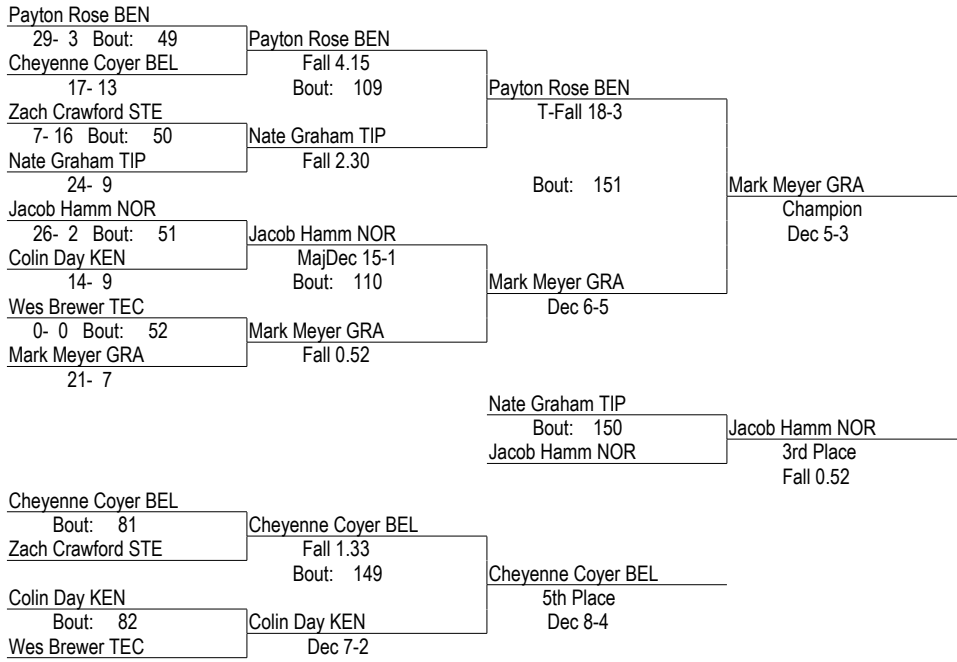 Payton Rose BEN
29- 3 Bout: 49 Payton Rose BEN
Cheyenne Coyer BEL Fall 4.15
17- 13 Bout: 109 Payton Rose BEN
Zach Crawford STE T-Fall 18-3
7- 16 Bout: 50 Nate Graham TIP
Nate Graham TIP Fall 2.30
24- 9 Bout: 151 Mark Meyer GRA
Jacob Hamm NOR Champion
26- 2 Bout: 51 Jacob Hamm NOR Dec 5-3
Colin Day KEN MajDec 15-1
14- 9 Bout: 110 Mark Meyer GRA
Wes Brewer TEC Dec 6-5
0- 0 Bout: 52 Mark Meyer GRA
Mark Meyer GRA Fall 0.52
21- 7
Nate Graham TIP
Bout: 150 Jacob Hamm NOR
Jacob Hamm NOR 3rd Place
Fall 0.52
Cheyenne Coyer BEL
Bout: 81 Cheyenne Coyer BEL
Zach Crawford STE Fall 1.33
Bout: 149 Cheyenne Coyer BEL
Colin Day KEN 5th Place
Bout: 82 Colin Day KEN Dec 8-4
Wes Brewer TEC Dec 7-2